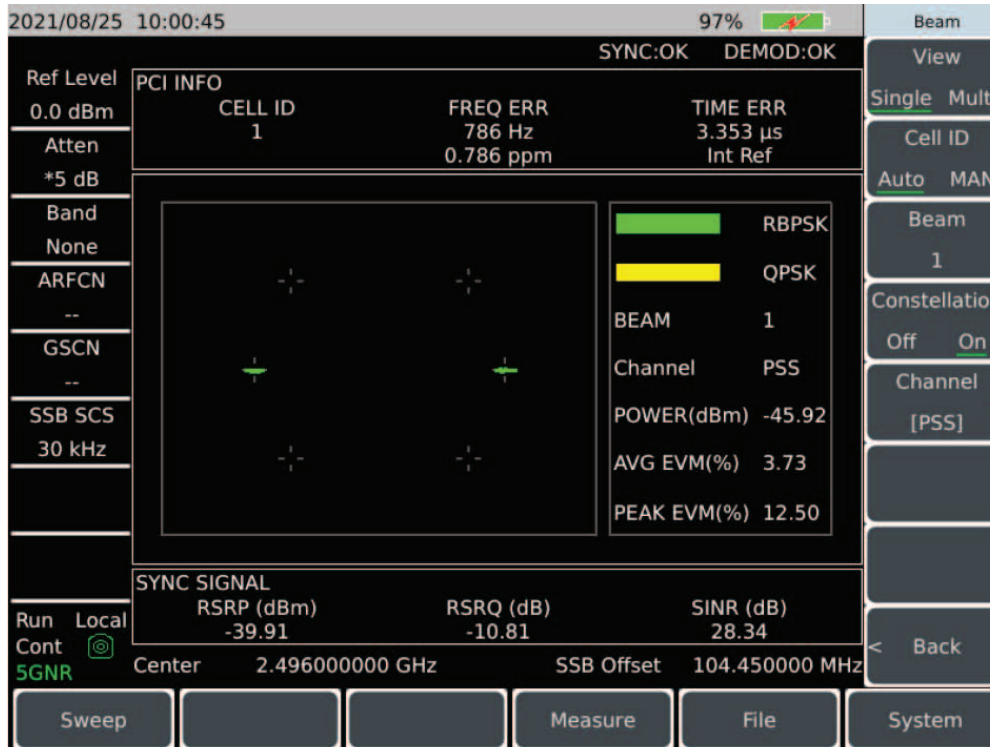 2021/08/25 10:00:45 97% Beam
SYNC:OK DEMOD:OK
Ref Level
0.0 dBm
Atten
*5 dB
Band
None
ARFCN
--
GSCN
--
SSB SCS
30 kHz
PCI INFO
CELL ID FREQ ERR TIME ERR
1 786 Hz 3.353 µs
0.786 ppm Int Ref
RBPSK
QPSK
BEAM 1
Channel PSS
POWER(dBm) -45.92
AVG EVM(%) 3.73
PEAK EVM(%) 12.50
SYNC SIGNAL
RSRP (dBm) RSRQ (dB) SINR (dB)
-39.91 -10.81 28.34
Run Local
Cont
5GNR
Center 2.496000000 GHz SSB Offset 104.450000 MHz
View
Single Mult
Cell ID
Auto MAN
Beam
1
Constellatio
Off On
Channel
[PSS]
< Back
Sweep Measure File System